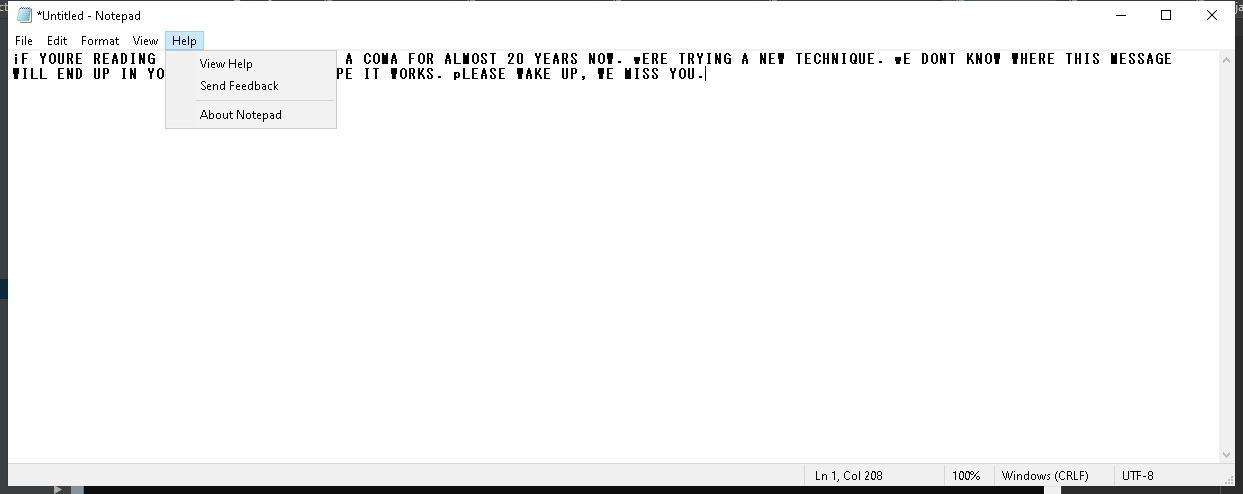 *Untitled - Notepad
File Edit Format View Help
iF YOURE READING A COMA FOR ALMOST 20 YEARS NOW. wERE TRYING A NEW TECHNIQUE. wE DONT KNOW WHERE THIS MESSAGE
WILL END UP IN YO PE IT WORKS. pLEASE WAKE UP, WE MISS YOU.
View Help
Send Feedback
About Notepad
Ln 1, Col 208 100% Windows (CRLF) UTF-8